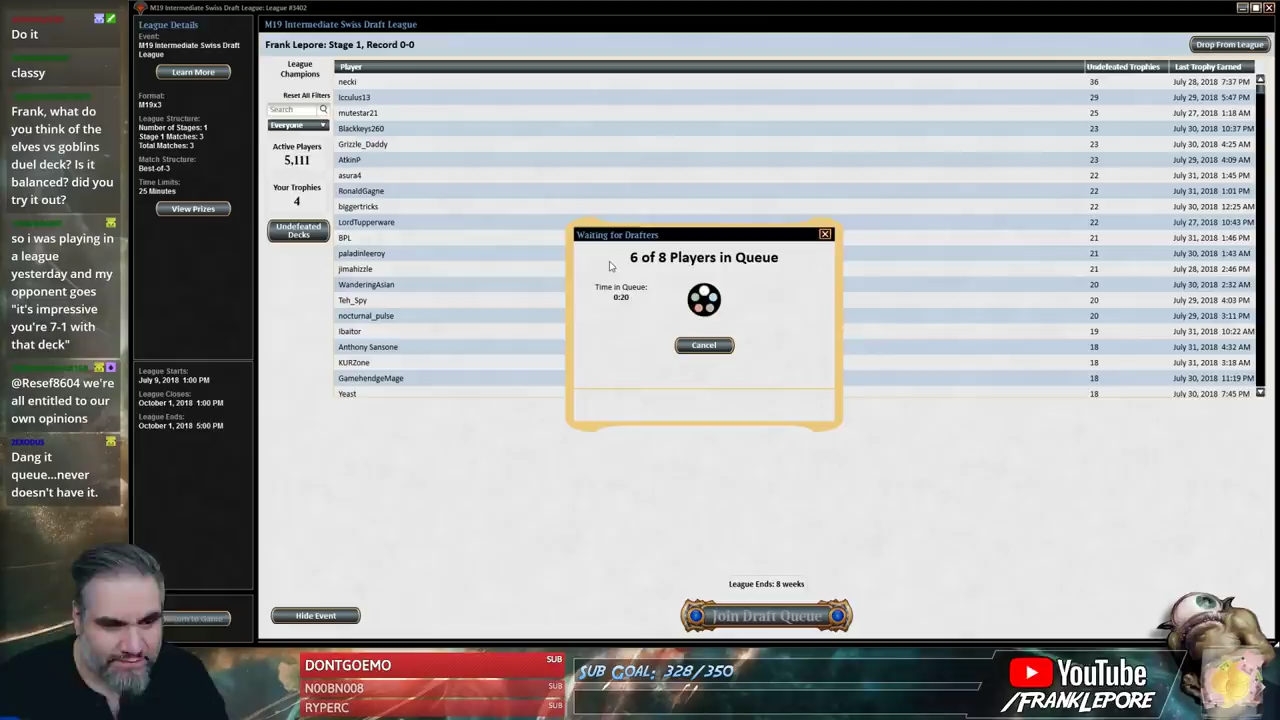 Do it
classy
Frank, what do
you think of the
elves vs goblins
duel deck? Is it
balanced? did you
try it out?
so i was playing in
a league
yesterday and my
opponent goes
"it's impressive
you're 7-1 with
that deck"
@Resef8604 we're
all entitled to our
own opinions
2EXODUS
Dang it
queue...never
doesn't have it.
M19 Intermediate Swiss Draft League: League #3402
League Details
Event:
M19 Intermediate Swiss Draft
League
Learn More
Format:
M19x3
League Structure:
Number of Stages: 1
Stage 1 Matches: 3
Total Matches: 3
Match Structure:
Best-of-3
Time Limits:
25 Minutes
View Prizes
League Starts:
July 9, 2018 1:00 PM
League Closes:
October 1, 2018 1:00 PM
League Ends:
October 1, 2018 5:00 PM
Return to Game
M19 Intermediate Swiss Draft League
Frank Lepore: Stage 1, Record 0-0
Drop From League
League
Champions
Reset All Filters
Search
Everyone
Active Players
5,111
Your Trophies
4
Undefeated
Decks
Player Undefeated Trophies Last Trophy Earned
necki 36 July 28, 2018 7:37 PM
Icculus13 29 July 29, 2018 5:47 PM
mutestar21 25 July 27, 2018 1:18 AM
Blackkeys260 23 July 30, 2018 10:37 PM
Grizzle_Daddy 23 July 30, 2018 4:25 AM
AtkinP 23 July 29, 2018 4:09 AM
asura4 22 July 31, 2018 1:45 PM
RonaldGagne 22 July 31, 2018 1:01 PM
biggertricks 22 July 30, 2018 12:25 AM
LordTupperware 22 July 27, 2018 10:43 PM
BPL 21 July 31, 2018 1:46 PM
paladinleeroy 21 July 31, 2018 1:43 AM
jimahizzle 21 July 28, 2018 2:46 PM
WanderingAsian 20 July 30, 2018 2:32 AM
Teh_Spy 20 July 29, 2018 4:03 PM
nocturnal_pulse 20 July 29, 2018 3:11 PM
Ibaitor 19 July 31, 2018 10:22 AM
Anthony Sansone 18 July 31, 2018 4:32 AM
KURZone 18 July 31, 2018 3:18 AM
GamehendgeMage 18 July 30, 2018 11:19 PM
Yeast 18 July 30, 2018 7:45 PM
Waiting for Drafters
6 of 8 Players in Queue
Time in Queue:
0:20
Cancel
League Ends: 8 weeks
Hide Event
Join Draft Queue
DONTGOEMO SUB
N00BN008 SUB
RYPERC SUB
SUB GOAL: 328/350
YouTube
/FRANKLEPORE